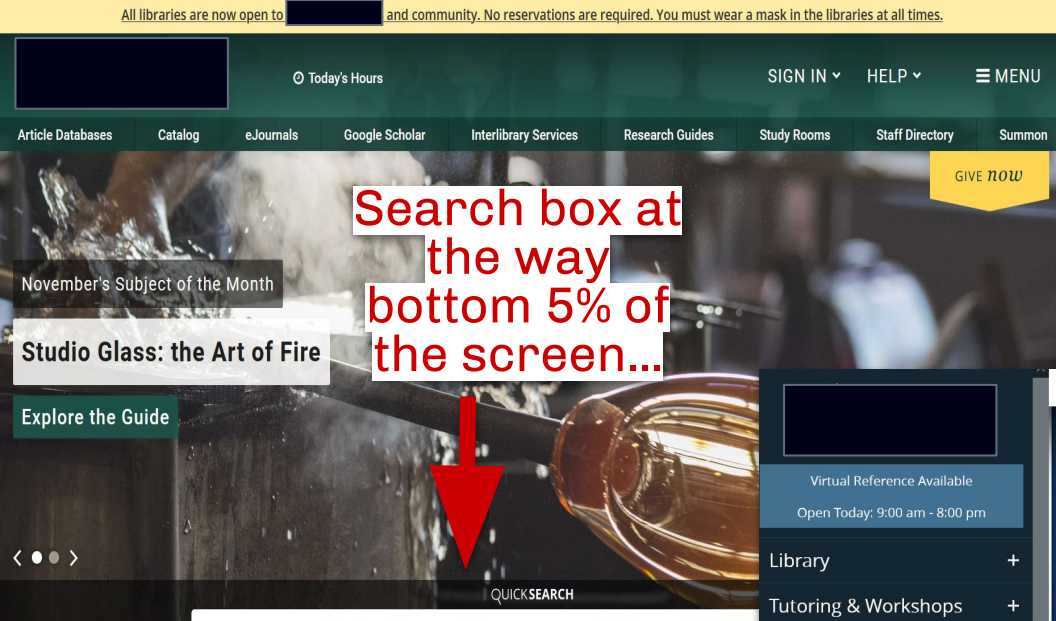 All libraries are now open to and community. No reservations are required. You must wear a mask in the libraries at all times.
Today's Hours
SIGN IN
HELP
MENU
Article Databases
Catalog
eJournals
Google Scholar
Interlibrary Services
Research Guides
Study Rooms
Staff Directory
Summon
GIVE now
Search box at
the way
bottom 5% of
the screen...
November's Subject of the Month
Studio Glass: the Art of Fire
Explore the Guide
Virtual Reference Available
Open Today: 9:00 am - 8:00 pm
Library +
Tutoring & Workshops +
QUICKSEARCH